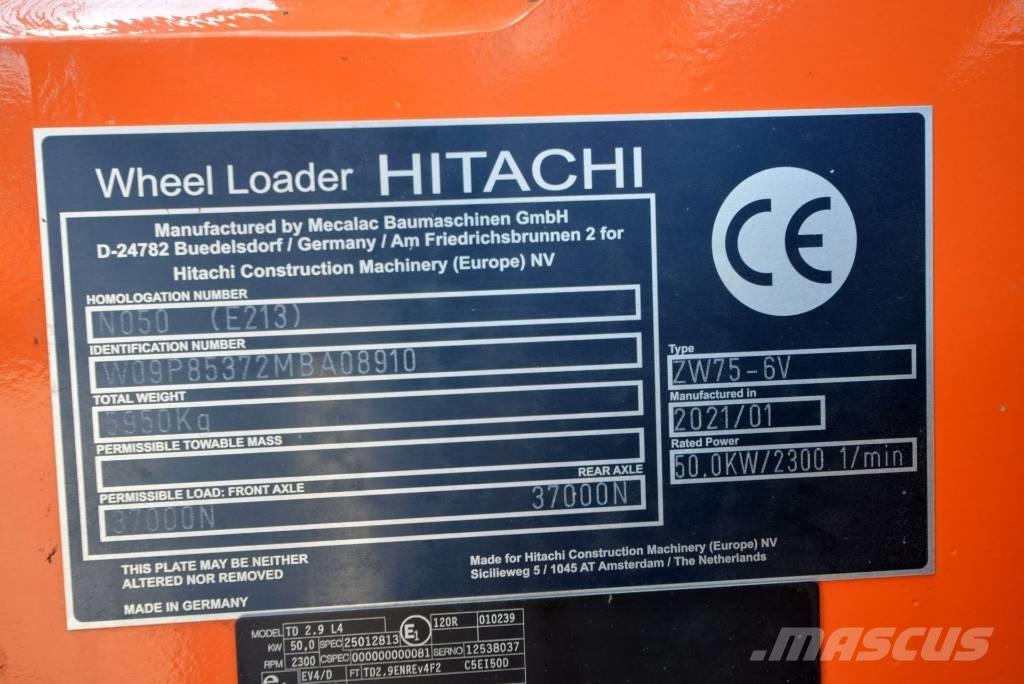 Wheel Loader HITACHI
Manufactured by Mecalac Baumaschinen GmbH
D-24782 Buedelsdorf / Germany / Am Friedrichsbrunnen 2 for
Hitachi Construction Machinery (Europe) NV
HOMOLOGATION NUMBER
N050 (E213)
IDENTIFICATION NUMBER
W09P85372MBA08910
TOTAL WEIGHT
5950Kg
PERMISSIBLE TOWABLE MASS
REAR AXLE
PERMISSIBLE LOAD: FRONT AXLE
37000N 37000N
CE
Type
ZW75-6V
Manufactured in
2021/01
Rated Power
50.0KW/2300 1/min
THIS PLATE MAY BE NEITHER
ALTERED NOR REMOVED
MADE IN GERMANY
Made for Hitachi Construction Machinery (Europe) NV
Sicilieweg 5 / 1045 AT Amsterdam / The Netherlands
MODEL TD 2.9 L4 E1 120R 010239
KW 50,0 SPEC 25012813
RPM 2300 CSPEC 000000000081 SERNO 12538037
e EV4/D FT TD2.9ENREv4F2 C5EI50D
MASCUS